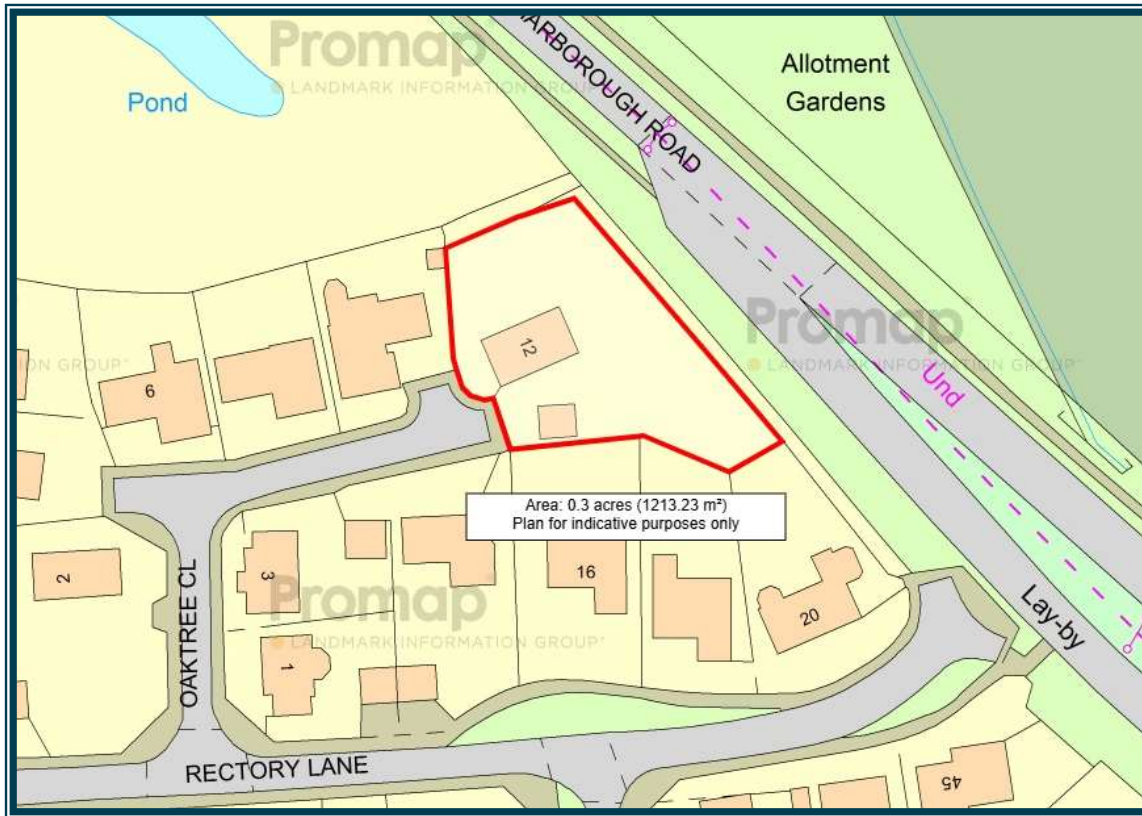 Promap
LANDMARK INFORMATION GROUP
HARBOROUGH ROAD
Allotment
Gardens
Pond
12
Promap
LANDMARK INFORMATION GROUP
ION GROUP
Und
6
Area: 0.3 acres (1213.23 m²)
Plan for indicative purposes only
2
3
16
OAKTREE CL
Promap
LANDMARK INFORMATION GROUP
20
Lay-by
1
RECTORY LANE
45